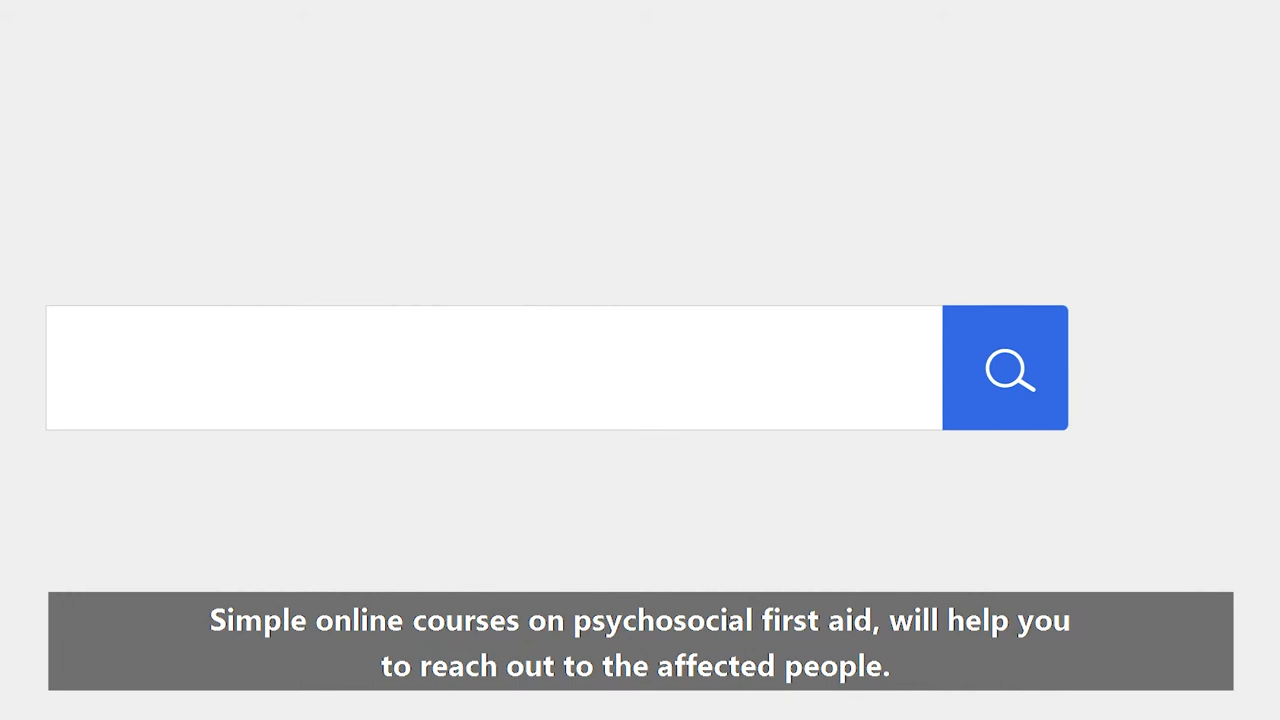 Simple online courses on psychosocial first aid, will help you
to reach out to the affected people.